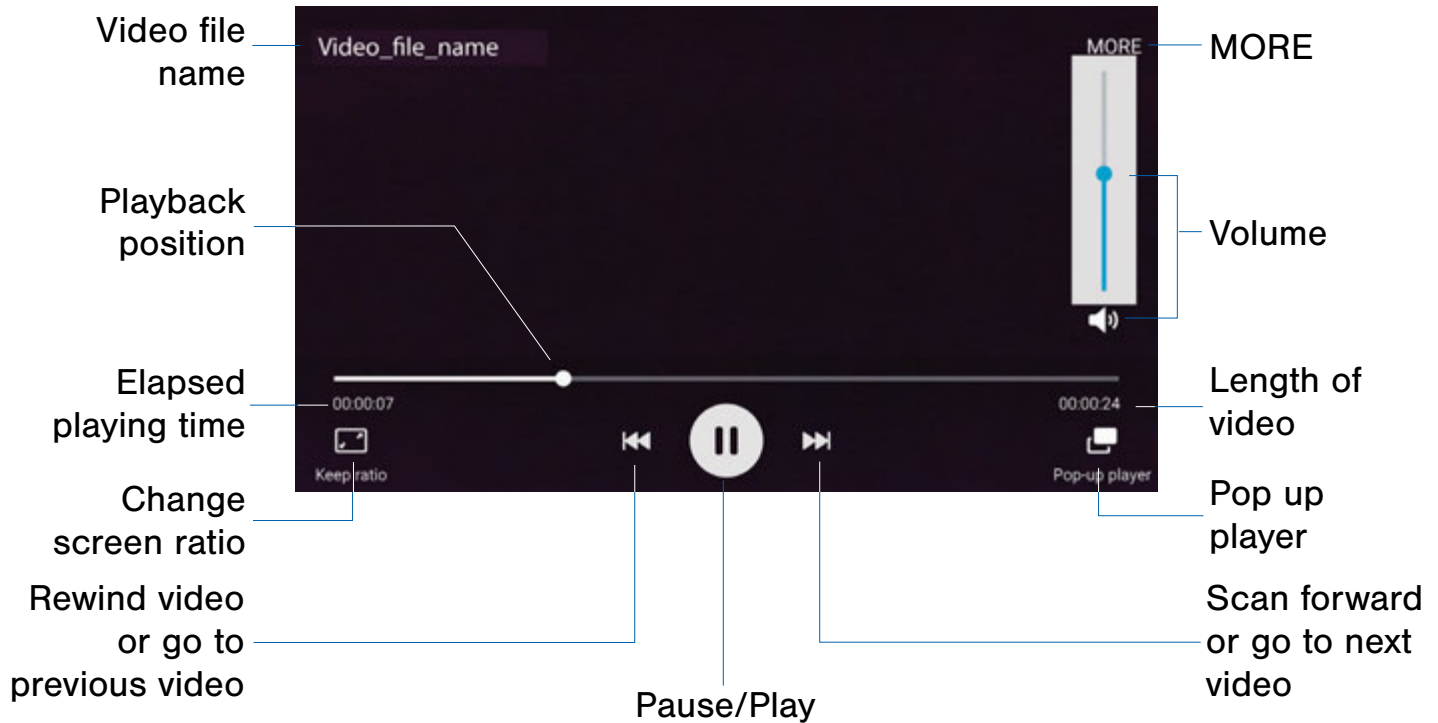 Video file
name
Video_file_name
MORE
MORE
Playback
position
Volume
Elapsed
playing time
00:00:07
00:00:24
Length of
video
Keep ratio
Pop-up player
Change
screen ratio
Pop up
player
Rewind video
or go to
previous video
Pause/Play
Scan forward
or go to next
video